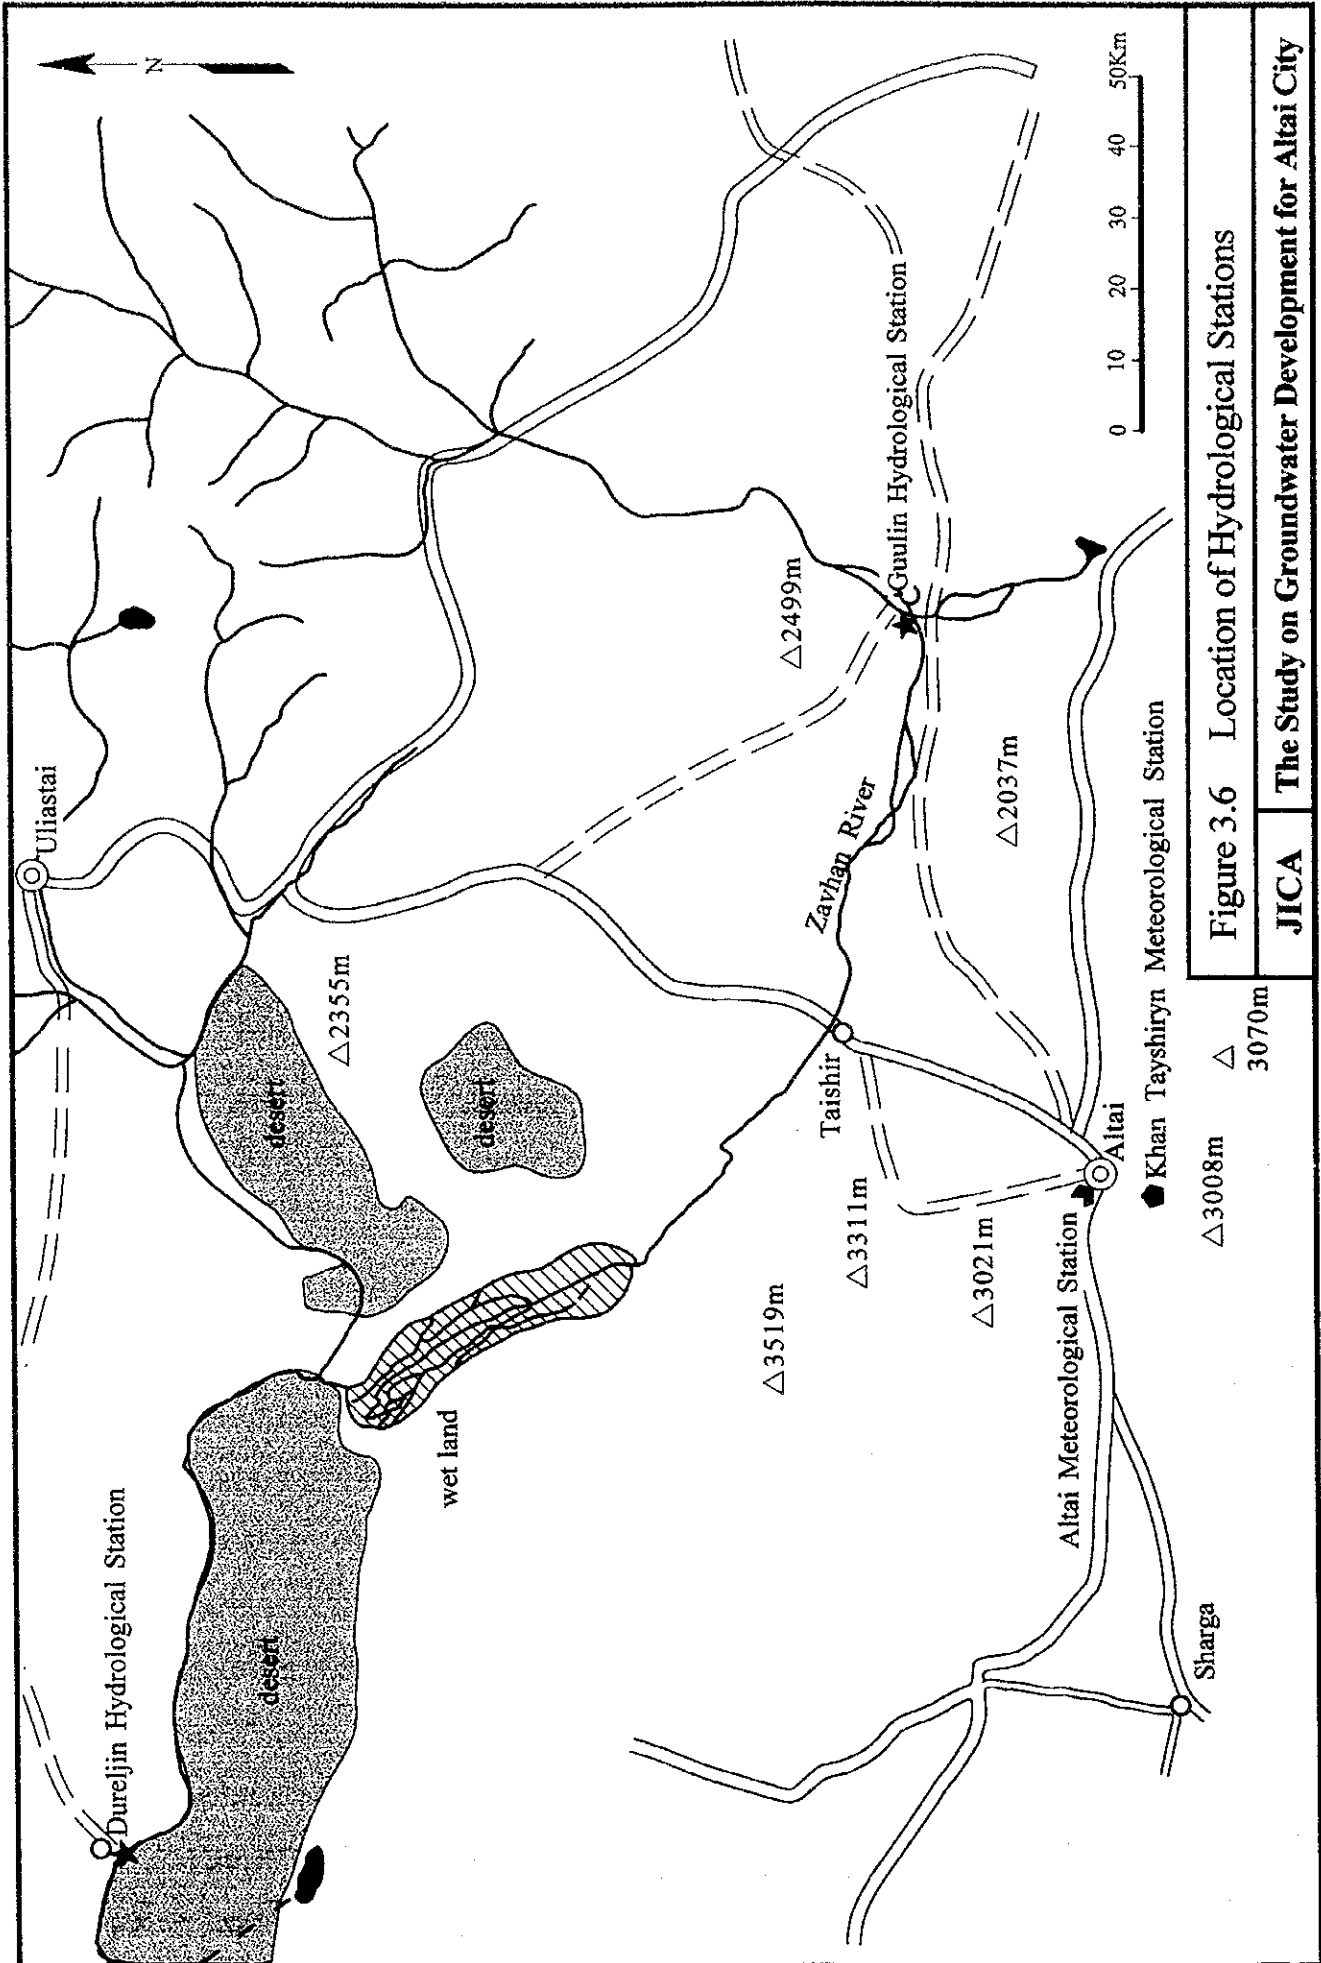 N
Uliastai
Dureljin Hydrological Station
desert
desert
desert
△2355m
wet land
△2499m
Guulin Hydrological Station
Zavhan River
△2037m
Taishir
△3519m
△3311m
△3021m
Altai
Altai Meteorological Station
Khan Tayshiryn Meteorological Station
△3008m
△
3070m
Sharga
0 10 20 30 40 50Km
Figure 3.6 Location of Hydrological Stations
JICA The Study on Groundwater Development for Altai City